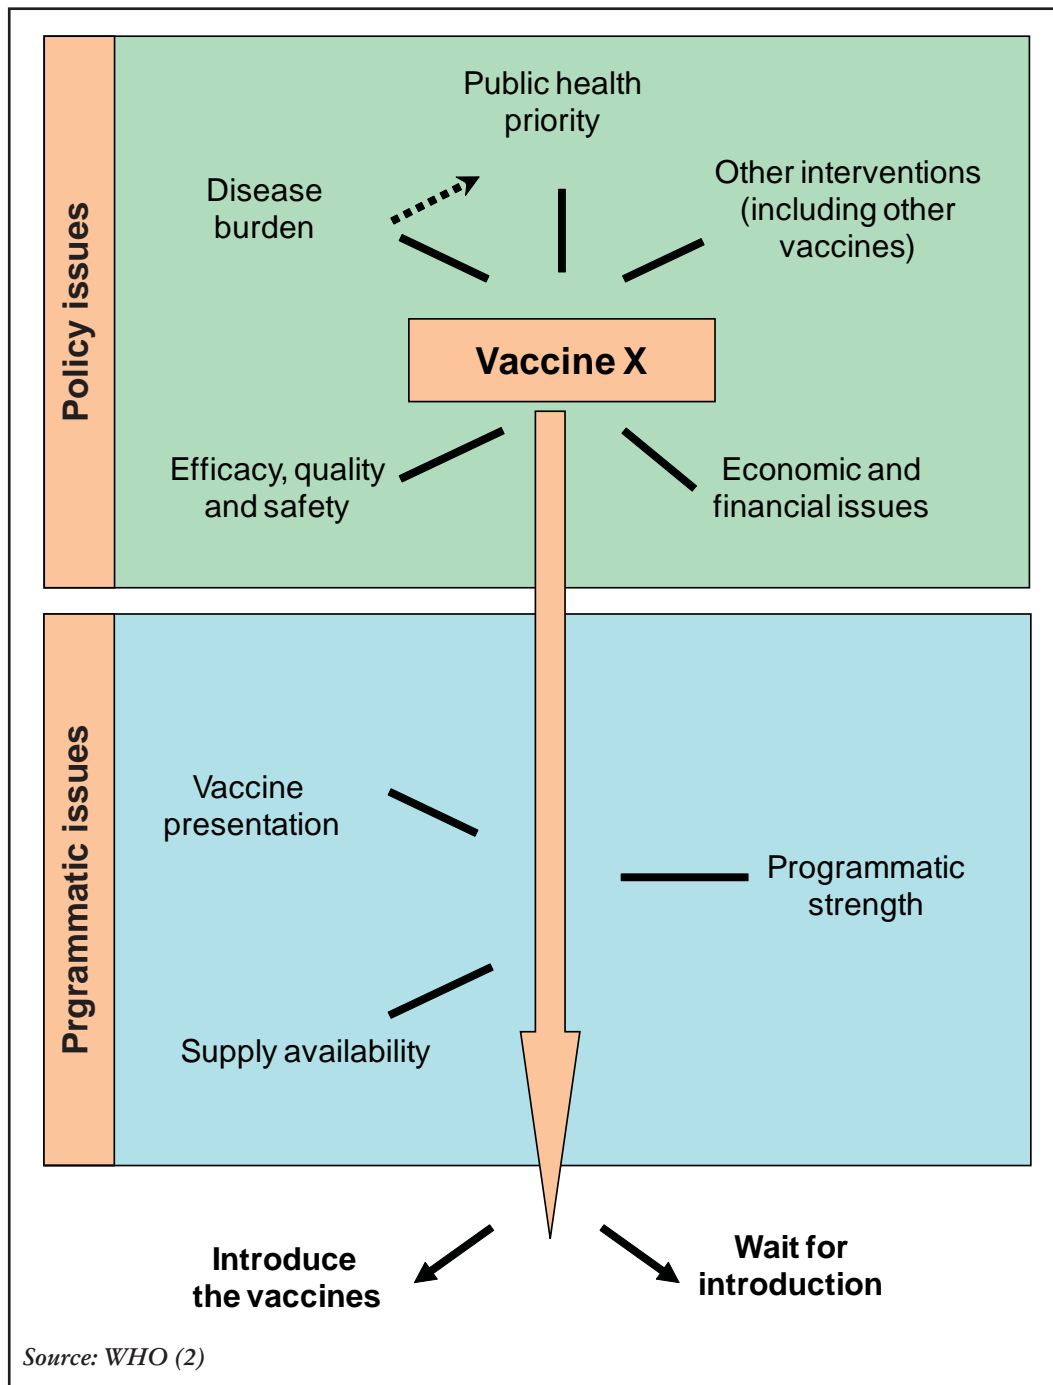 Policy issues
Public health
priority
Disease
burden
Other interventions
(including other
vaccines)
Vaccine X
Efficacy, quality
and safety
Economic and
financial issues
Prgrammatic issues
Vaccine
presentation
Programmatic
strength
Supply availability
Introduce
the vaccines
Wait for
introduction
Source: WHO (2)